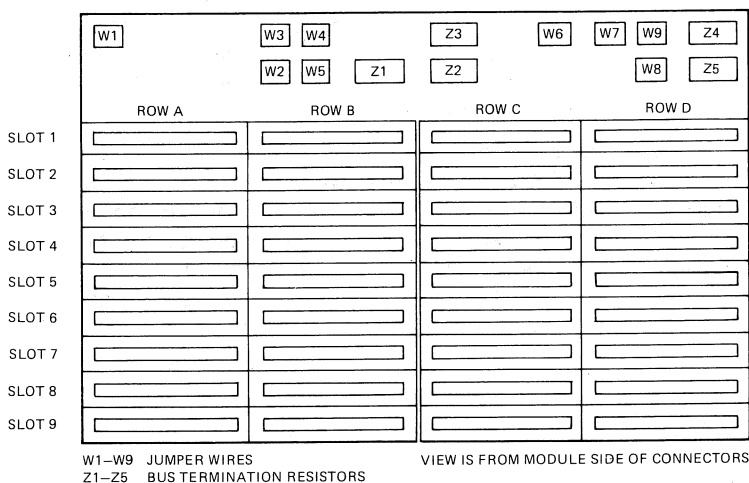 W1 W3 W4 Z3 W6 W7 W9 Z4
W2 W5 Z1 Z2 W8 Z5
ROW A ROW B ROW C ROW D
SLOT 1
SLOT 2
SLOT 3
SLOT 4
SLOT 5
SLOT 6
SLOT 7
SLOT 8
SLOT 9
W1–W9 JUMPER WIRES VIEW IS FROM MODULE SIDE OF CONNECTORS
Z1–Z5 BUS TERMINATION RESISTORS